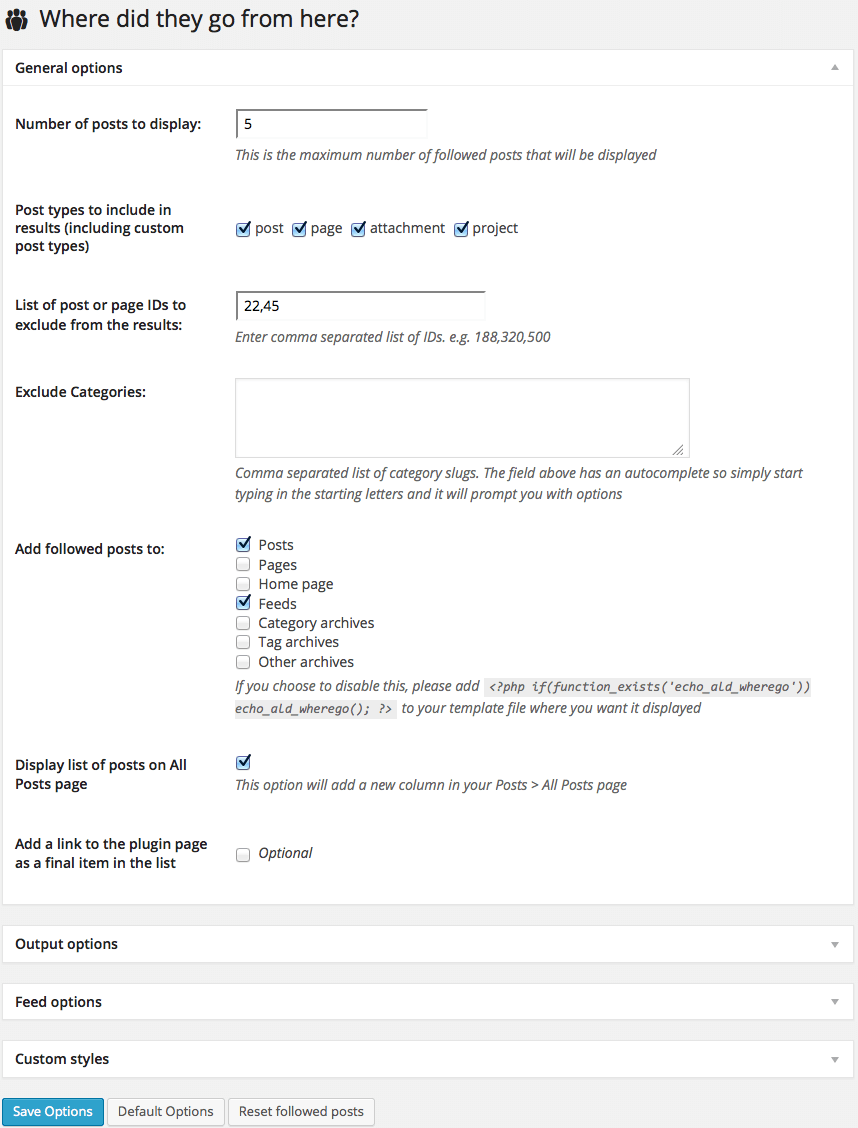 Where did they go from here?
General options
Number of posts to display:
5
This is the maximum number of followed posts that will be displayed
Post types to include in
results (including custom
post types)
post page attachment project
List of post or page IDs to
exclude from the results:
22,45
Enter comma separated list of IDs. e.g. 188,320,500
Exclude Categories:
Comma separated list of category slugs. The field above has an autocomplete so simply start
typing in the starting letters and it will prompt you with options
Add followed posts to:
Posts
Pages
Home page
Feeds
Category archives
Tag archives
Other archives
If you choose to disable this, please add <?php if(function_exists('echo_ald_wherego'))
echo_ald_wherego(); ?> to your template file where you want it displayed
Display list of posts on All
Posts page
This option will add a new column in your Posts > All Posts page
Add a link to the plugin page
as a final item in the list
Optional
Output options
Feed options
Custom styles
Save Options Default Options Reset followed posts